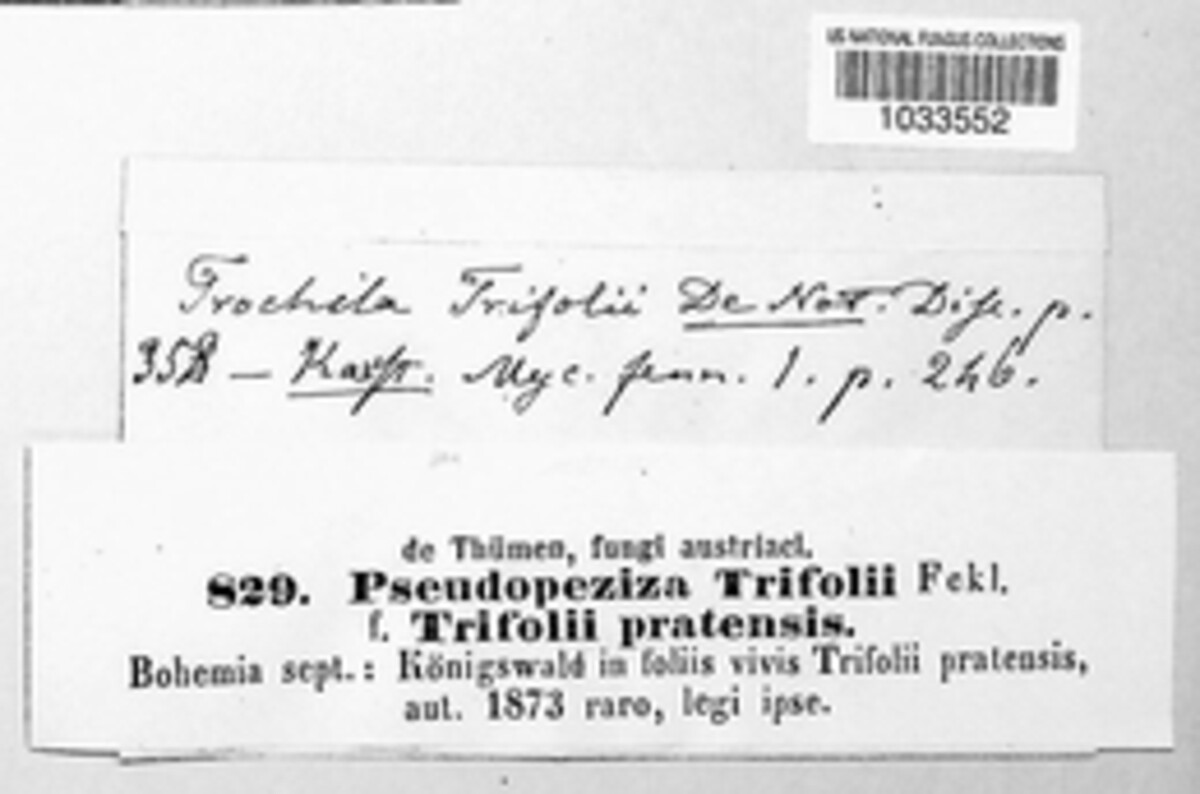 US NATIONAL FUNGUS COLLECTIONS
1033552
Trochila Trifolii De Not. Disc. p.
358 — Karst. Myc. fenn. 1. p. 246.
de Thümen, fungi austriaci.
829. Pseudopeziza Trifolii Fckl.
f. Trifolii pratensis.
Bohemia sept.: Königswald in foliis vivis Trifolii pratensis,
aut. 1873 raro, legi ipse.